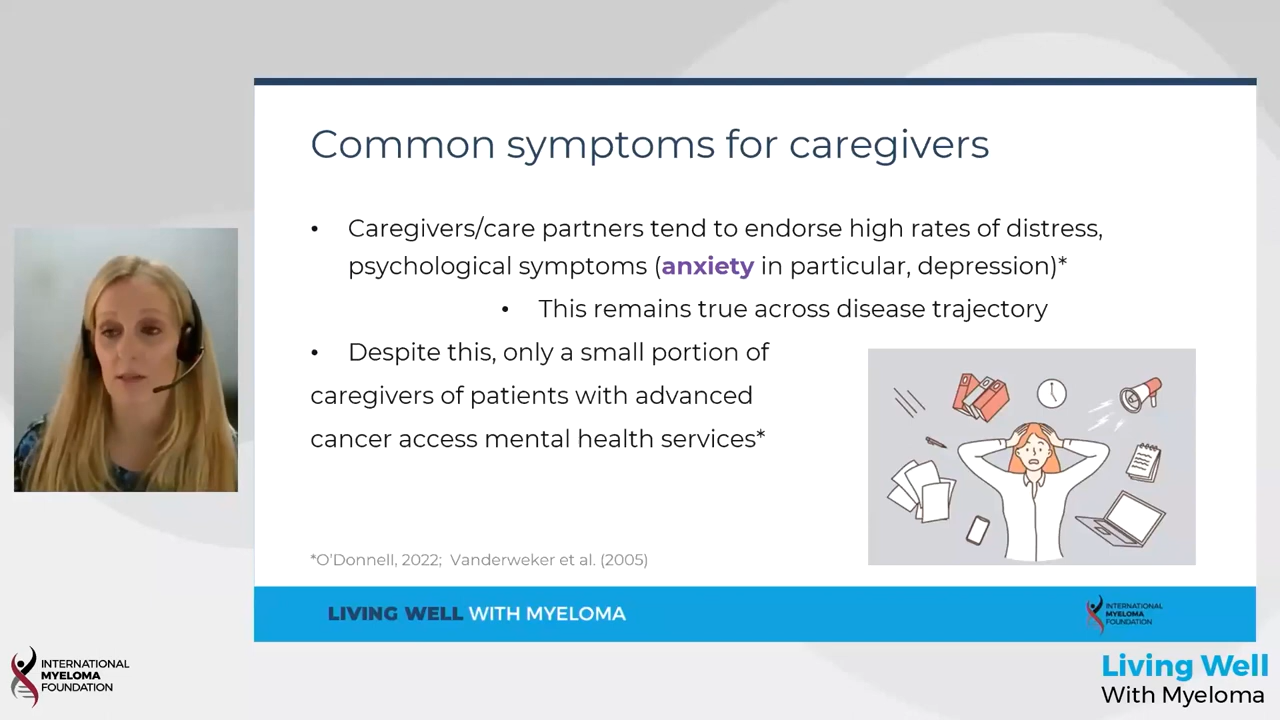 Common symptoms for caregivers
• Caregivers/care partners tend to endorse high rates of distress,
psychological symptoms (anxiety in particular, depression)*
• This remains true across disease trajectory
• Despite this, only a small portion of
caregivers of patients with advanced
cancer access mental health services*
*O'Donnell, 2022; Vanderweker et al. (2005)
LIVING WELL WITH MYELOMA
INTERNATIONAL
MYELOMA
FOUNDATION
INTERNATIONAL
MYELOMA
FOUNDATION
Living Well
With Myeloma